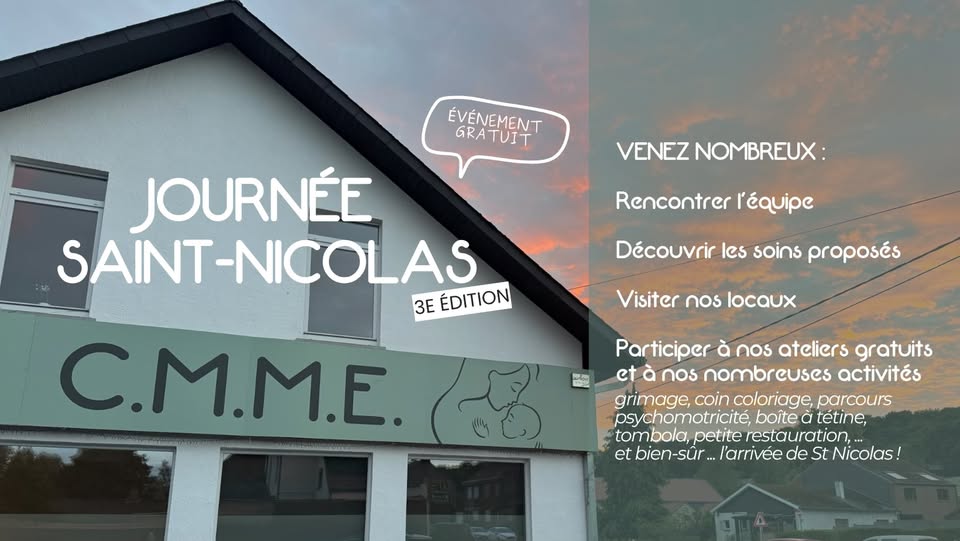 JOURNÉE
SAINT-NICOLAS
3E ÉDITION
ÉVÉNEMENT
GRATUIT
C.M.M.E.
VENEZ NOMBREUX :
Rencontrer l'équipe
Découvrir les soins proposés
Visiter nos locaux
Participer à nos ateliers gratuits
et à nos nombreuses activités
grimage, coin coloriage, parcours
psychomotricité, boîte à tétine,
tombola, petite restauration, ...
et bien-sûr ... l'arrivée de St Nicolas !